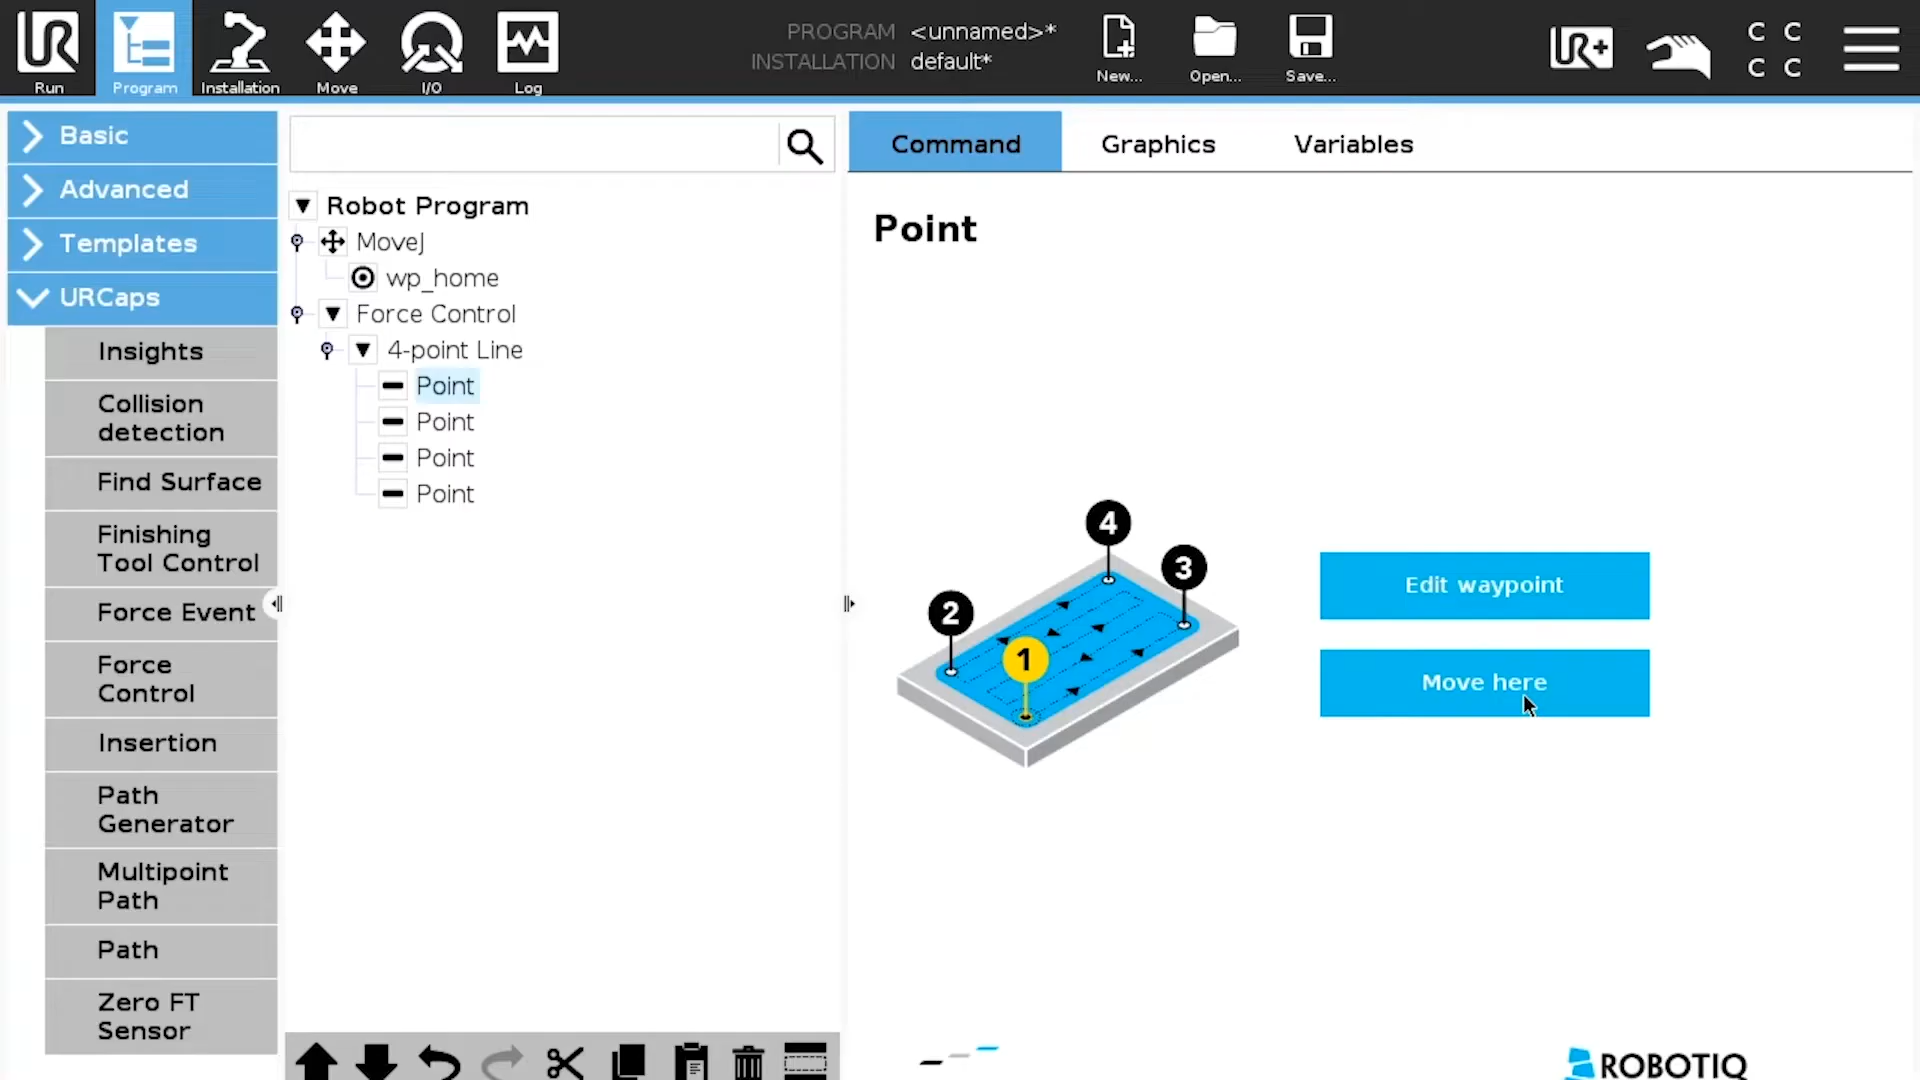 Run
Program
Installation
Move
I/O
Log
PROGRAM <unnamed>*
INSTALLATION default*
New...
Open...
Save...
UR+
C C
C C
Basic
Advanced
Templates
URCaps
Insights
Collision
detection
Find Surface
Finishing
Tool Control
Force Event
Force
Control
Insertion
Path
Generator
Multipoint
Path
Path
Zero FT
Sensor
Robot Program
MoveJ
wp_home
Force Control
4-point Line
Point
Point
Point
Point
Command
Graphics
Variables
Point
4
3
2
1
Edit waypoint
Move here
ROBOTIQ